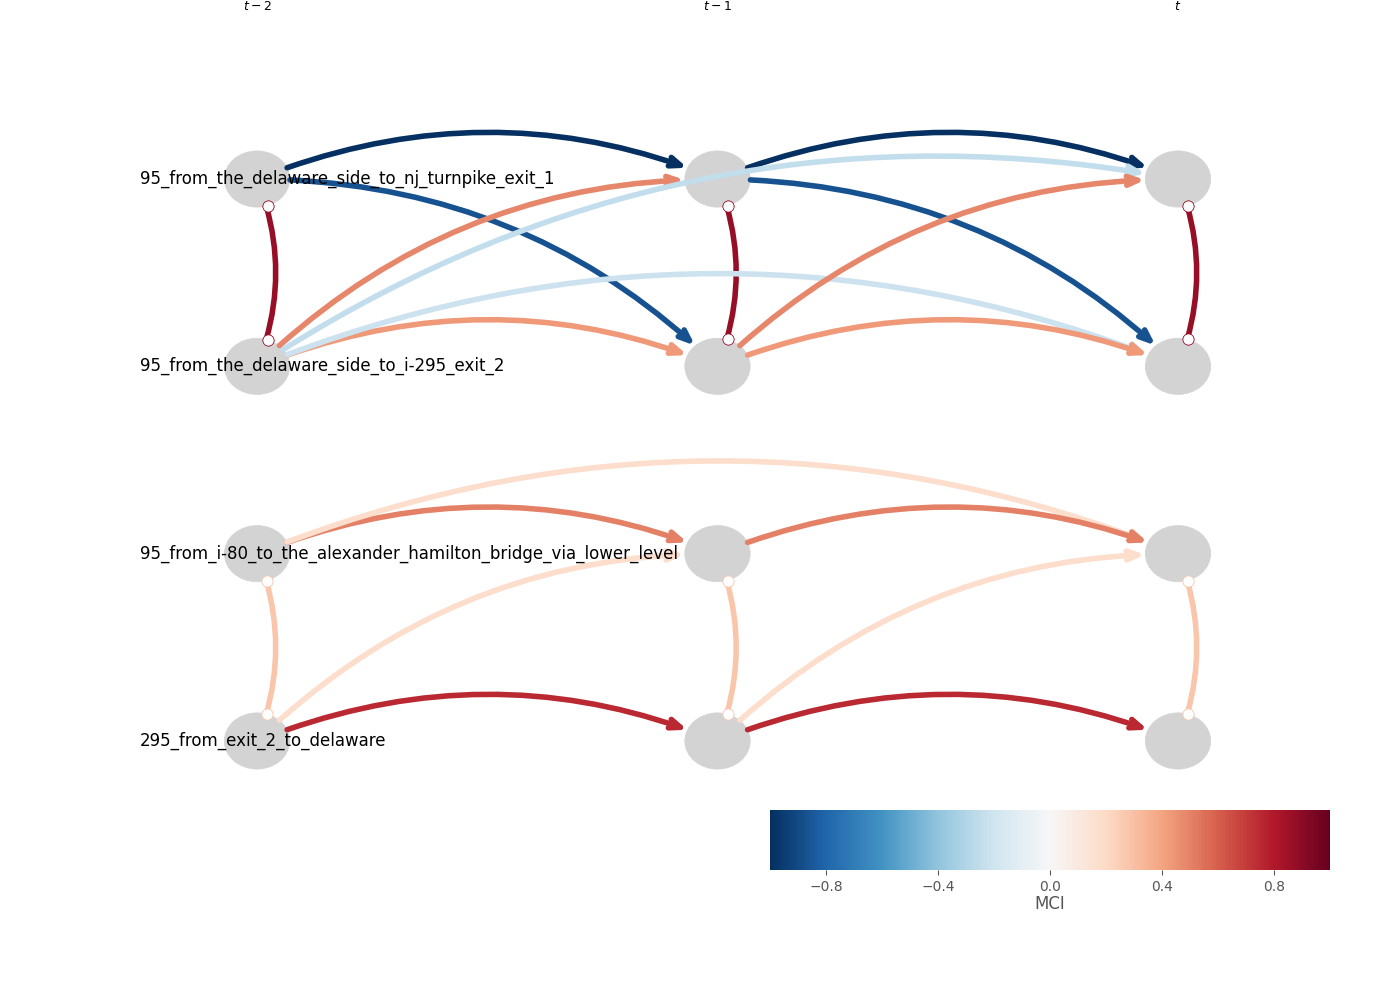 t − 2 t − 1 t
95_from_the_delaware_side_to_nj_turnpike_exit_1
95_from_the_delaware_side_to_i-295_exit_2
95_from_i-80_to_the_alexander_hamilton_bridge_via_lower_level
295_from_exit_2_to_delaware
−0.8 −0.4 0.0 0.4 0.8
MCI